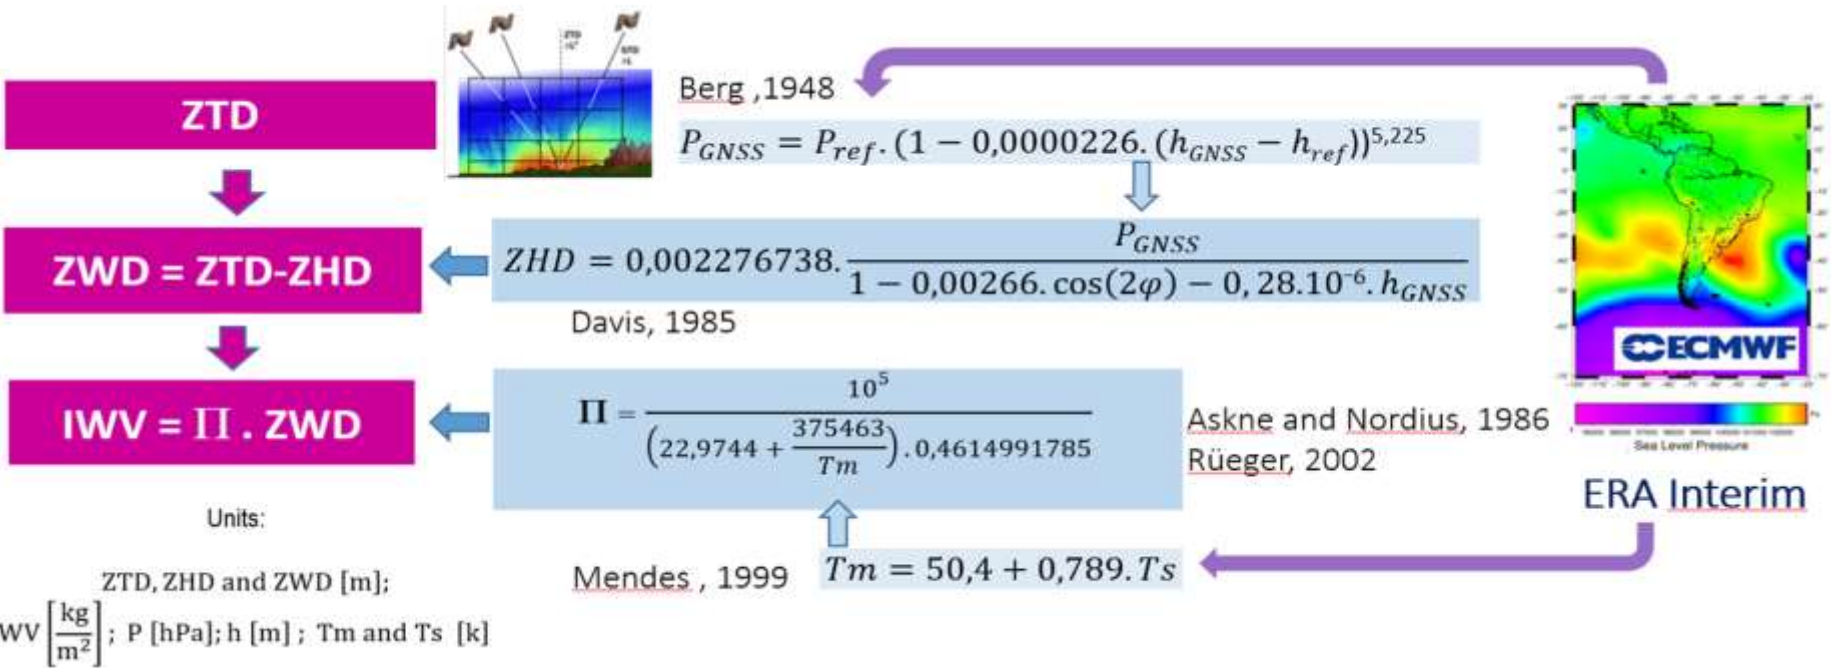 ZTD
ZTD
STD
Berg ,1948
P_GNSS = P_ref. (1 − 0,0000226. (h_GNSS − h_ref))^5,225
ZWD = ZTD-ZHD
ZHD = 0,002276738. P_GNSS / 1 − 0,00266. cos(2φ) − 0, 28.10^−6. h_GNSS
Davis, 1985
IWV = Π . ZWD
Π = 10^5 / (22,9744 + 375463 / Tm) . 0,4614991785
Askne and Nordius, 1986
Rüeger, 2002
Mendes , 1999
Tm = 50,4 + 0,789. Ts
ECMWF
Sea Level Pressure
ERA Interim
Units:
ZTD, ZHD and ZWD [m];
WV [kg / m^2] ; P [hPa]; h [m] ; Tm and Ts [k]